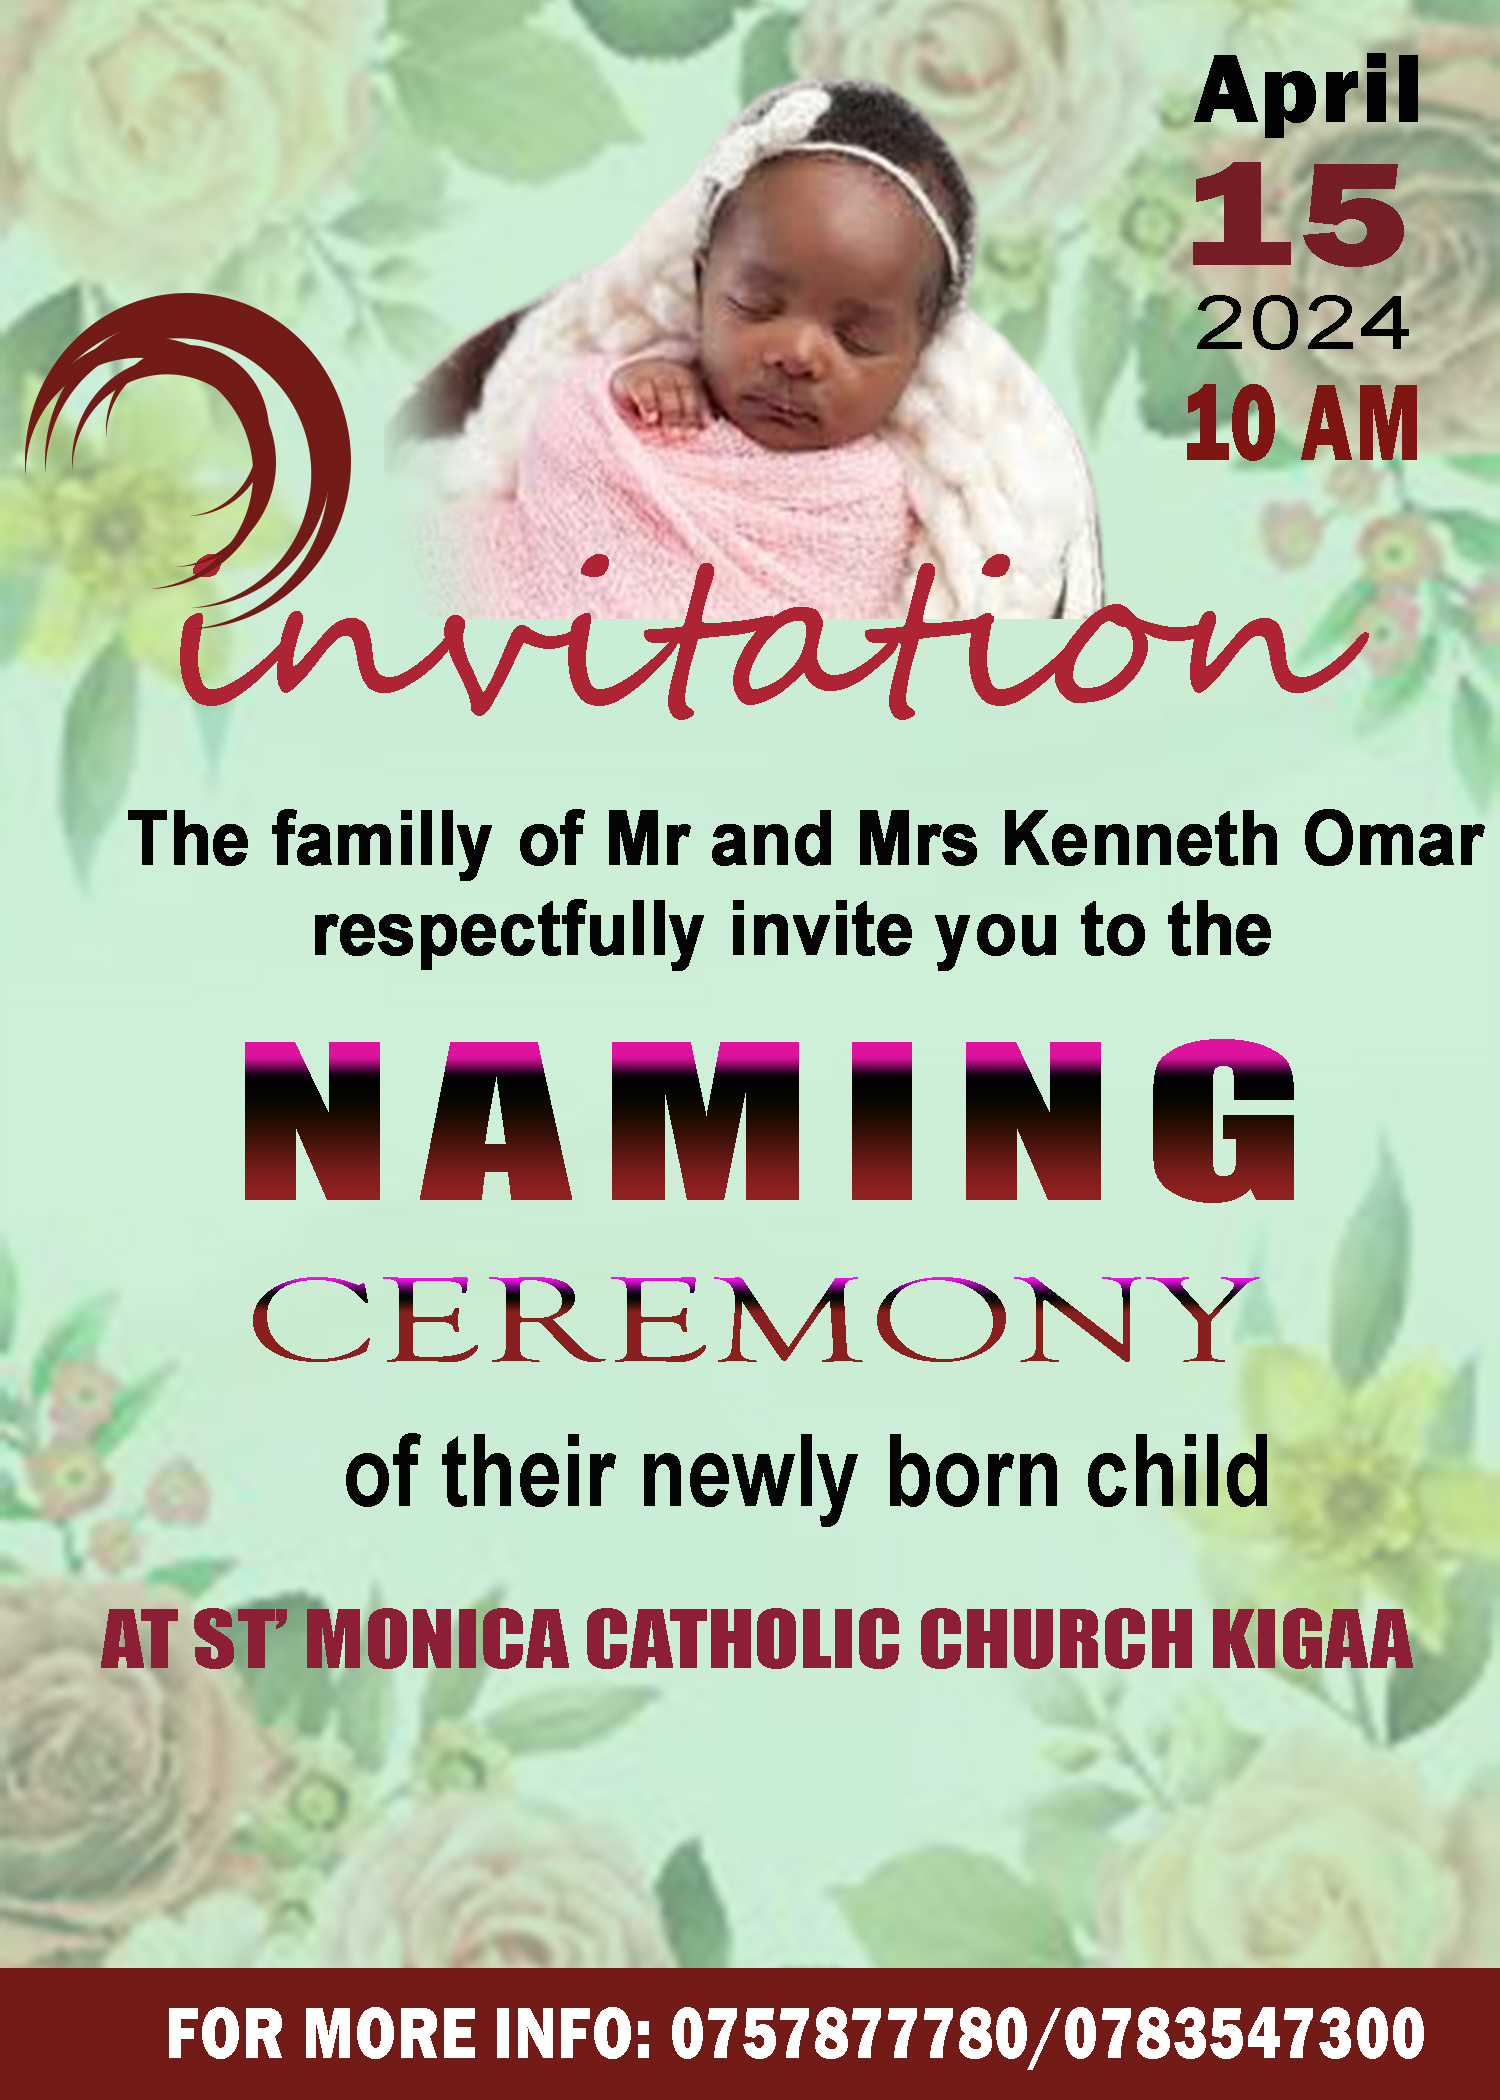 April
15
2024
10 AM
invitation
The familly of Mr and Mrs Kenneth Omar
respectfully invite you to the
NAMING
CEREMONY
of their newly born child
AT ST’ MONICA CATHOLIC CHURCH KIGAA
FOR MORE INFO: 0757877780/0783547300